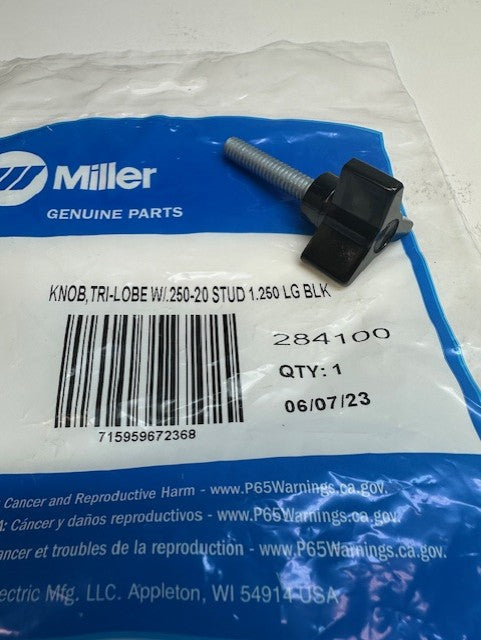 Miller
GENUINE PARTS
KNOB, TRI-LOBE W/.250-20 STUD 1.250 LG BLK
284100
QTY: 1
715959672368
06/07/23
Cancer and Reproductive Harm - www.P65Warnings.ca.gov.
A: Cáncer y daños reproductivos - www.P65Warnings.ca.gov.
ancer et troubles de la reproduction - www.P65Warnings.ca.gov.
ectric Mfg. LLC. Appleton, WI 54914 USA